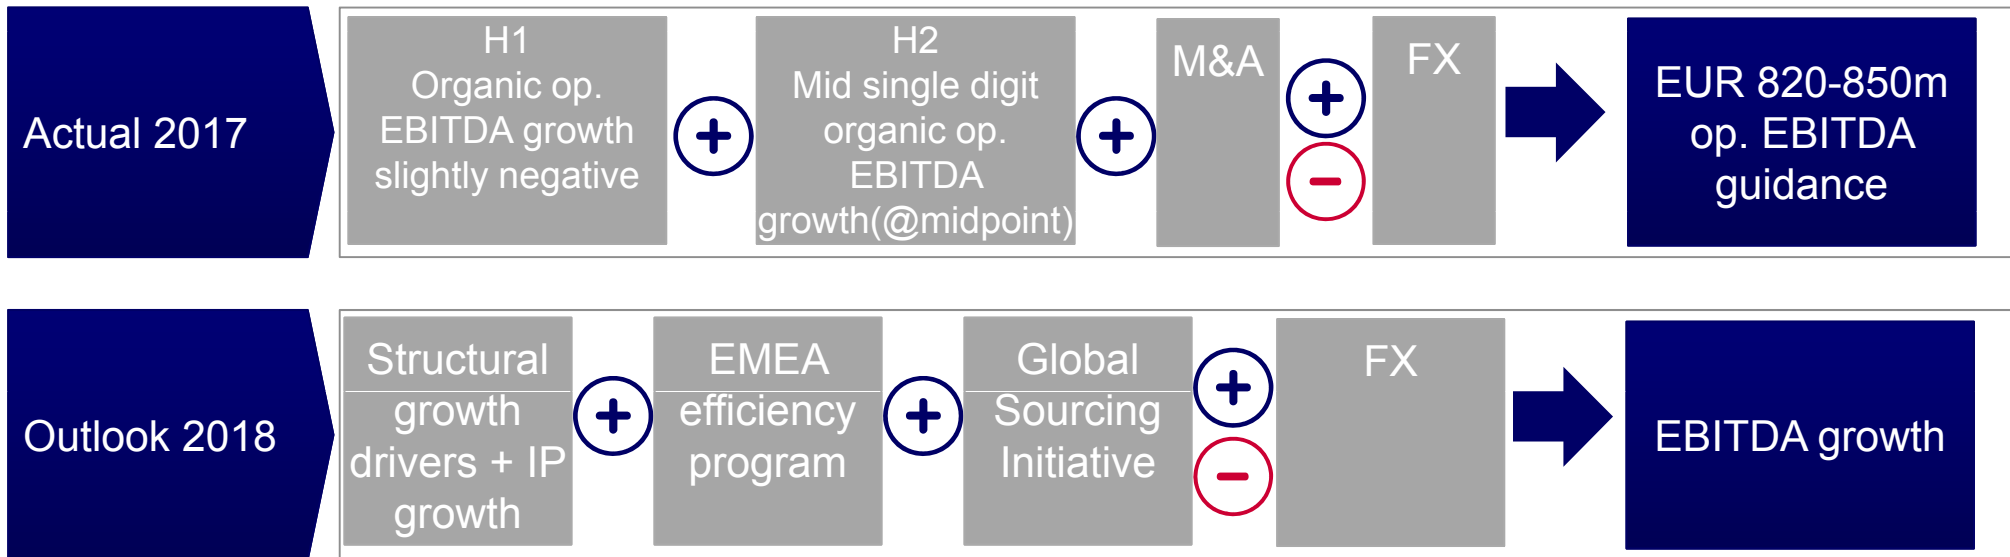 Actual 2017
H1
Organic op.
EBITDA growth
slightly negative
+
H2
Mid single digit
organic op.
EBITDA
growth(@midpoint)
+
M&A
+
−
FX
EUR 820-850m
op. EBITDA
guidance
Outlook 2018
Structural
growth
drivers + IP
growth
+
EMEA
efficiency
program
+
Global
Sourcing
Initiative
+
−
FX
EBITDA growth